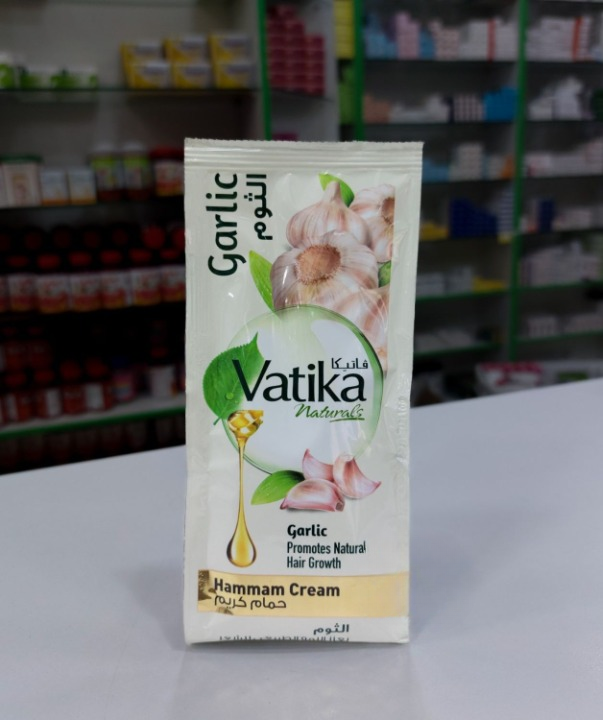 Garlic
الثوم
فاتيكا
Vatika
Naturals
Garlic
Promotes Natural
Hair Growth
Hammam Cream
حمام كريم
الثوم